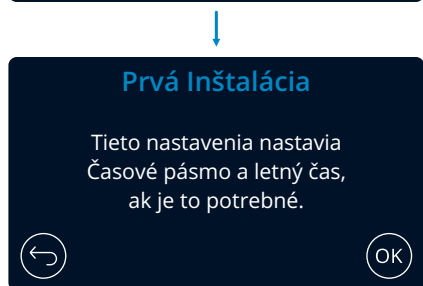 Prvá Inštalácia
Tieto nastavenia nastavia
Časové pásmo a letný čas,
ak je to potrebné.
OK